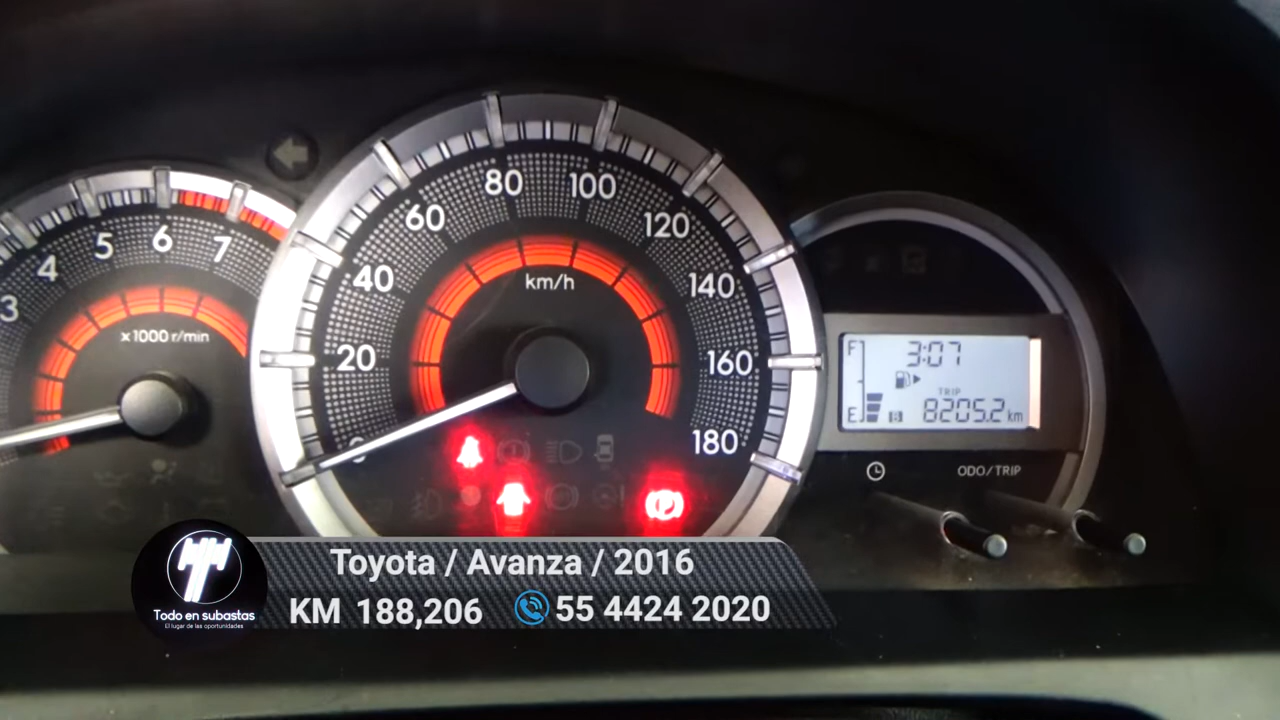 80 100
60 120
5 6 7
4 40 km/h 140
3
x1000 r/min
20 160
0 180
F 3:07
TRIP
E 8205.2 km
ODO/TRIP
Toyota / Avanza / 2016
KM 188,206 55 4424 2020
Todo en subastas
El lugar de las oportunidades